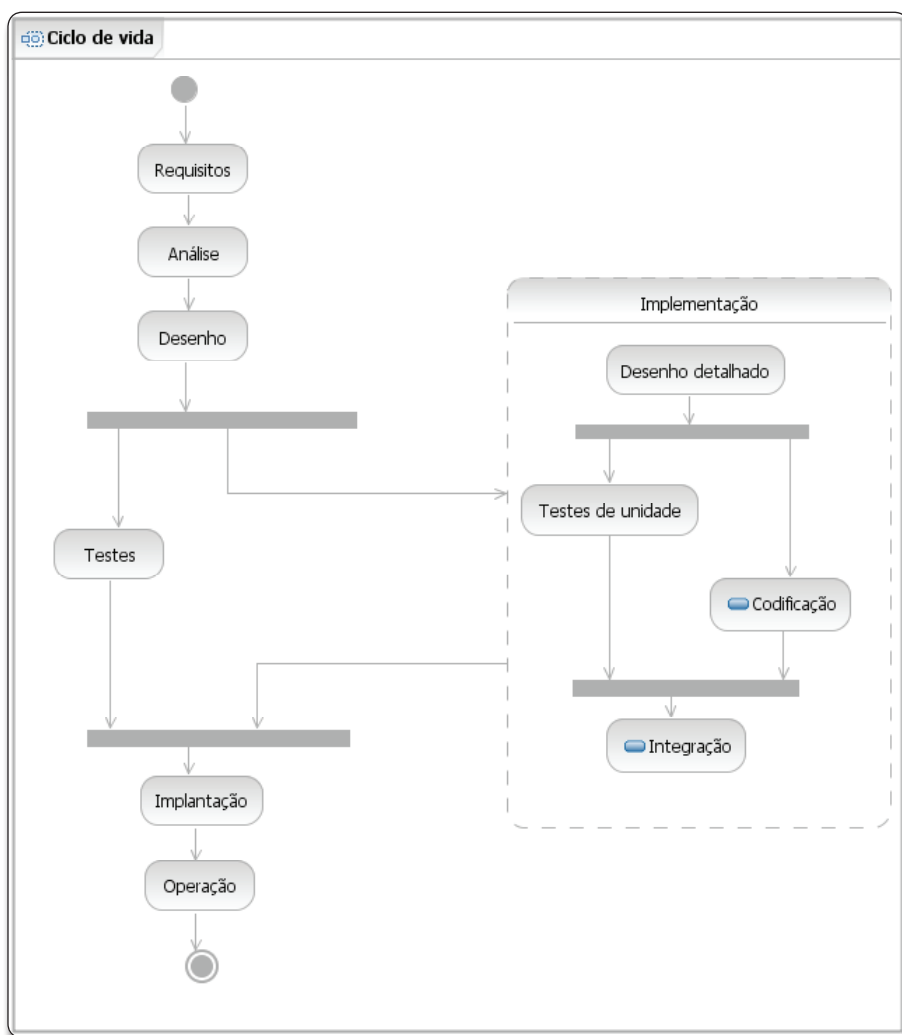 Ciclo de vida
Requisitos
Análise
Desenho
Implementação
Desenho detalhado
Testes de unidade
Testes
Codificação
Integração
Implantação
Operação